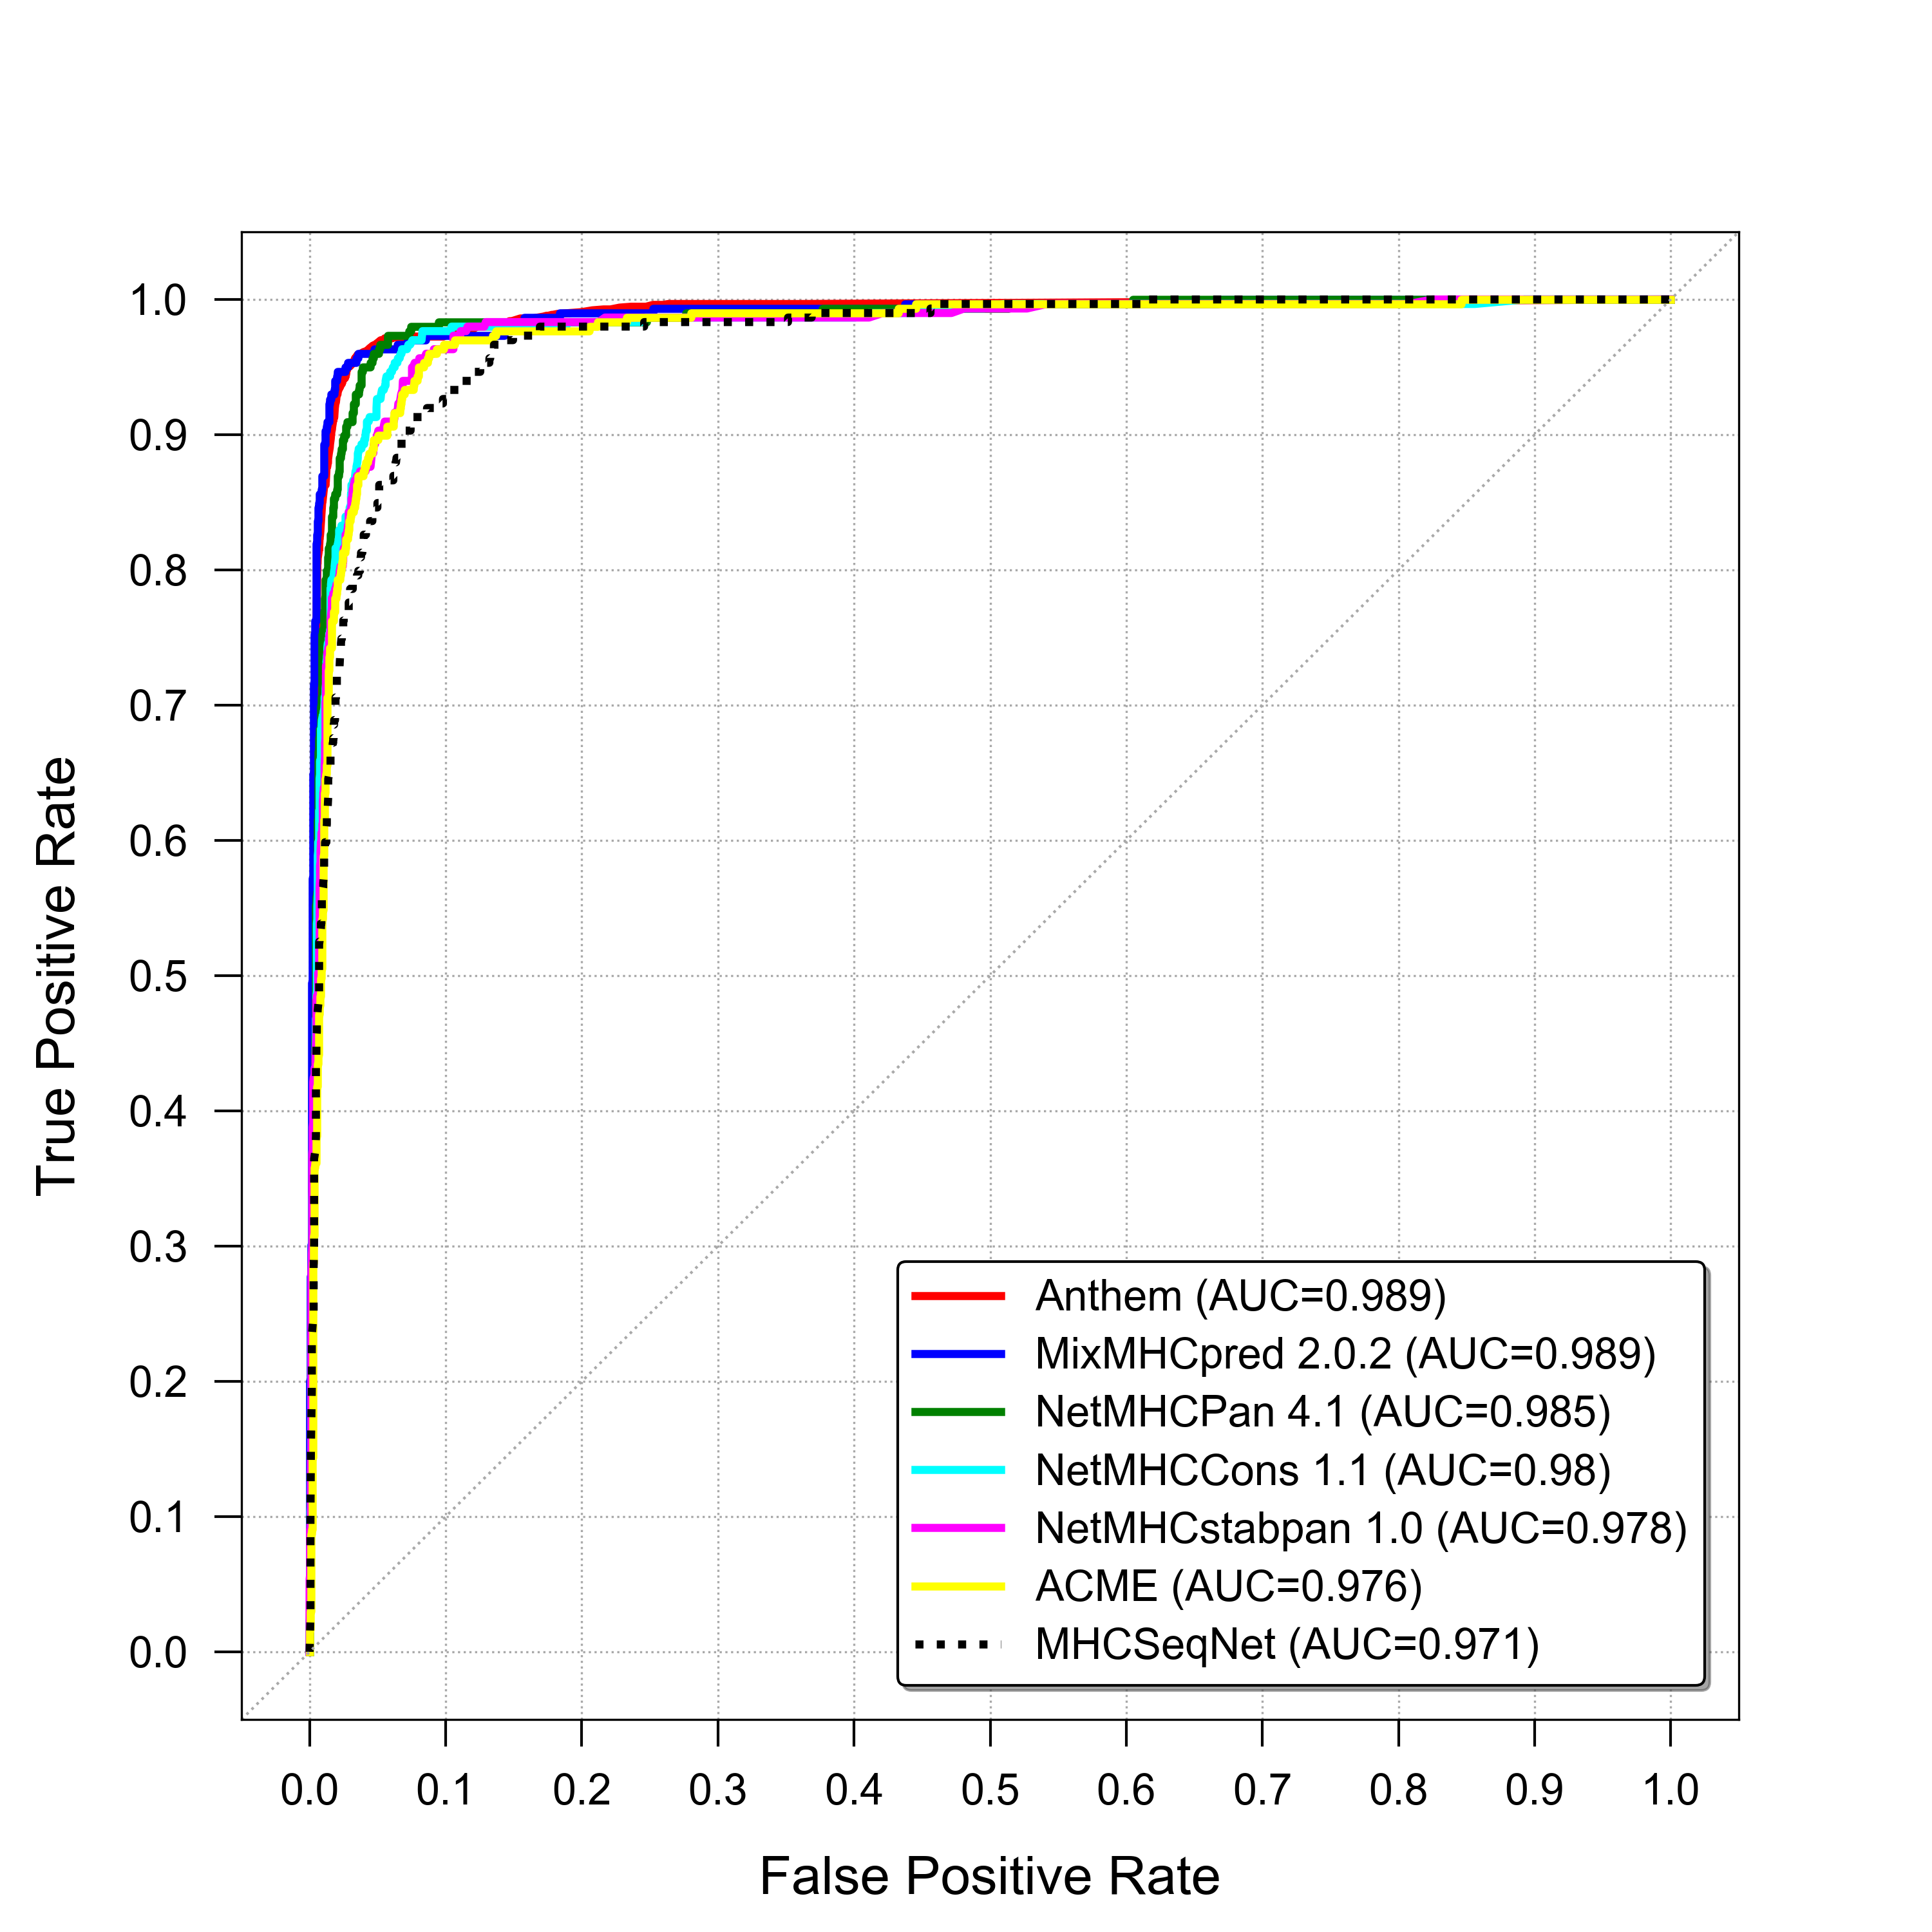 1.0
0.9
0.8
0.7
0.6
0.5
0.4
0.3
0.2
0.1
0.0
True Positive Rate
Anthem (AUC=0.989)
MixMHCpred 2.0.2 (AUC=0.989)
NetMHCPan 4.1 (AUC=0.985)
NetMHCCons 1.1 (AUC=0.98)
NetMHCstabpan 1.0 (AUC=0.978)
ACME (AUC=0.976)
MHCSeqNet (AUC=0.971)
0.0 0.1 0.2 0.3 0.4 0.5 0.6 0.7 0.8 0.9 1.0
False Positive Rate